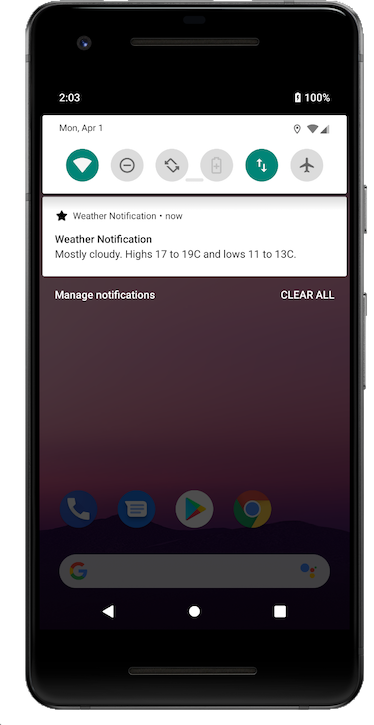 2:03
100%
Mon, Apr 1
Weather Notification • now
Weather Notification
Mostly cloudy. Highs 17 to 19C and lows 11 to 13C.
Manage notifications
CLEAR ALL